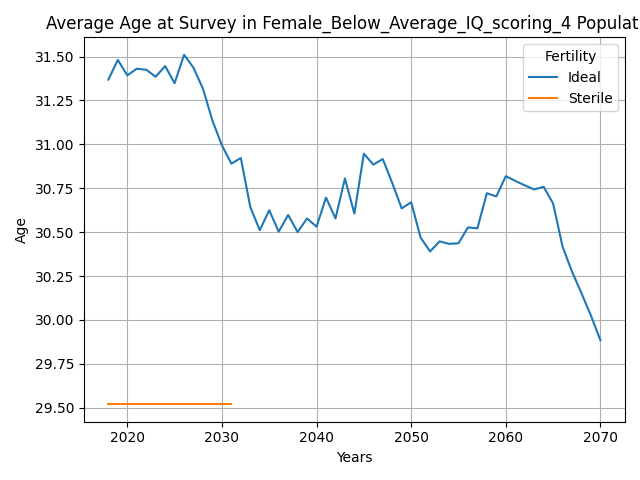 Average Age at Survey in Female_Below_Average_IQ_scoring_4 Populat
Fertility
Ideal
Sterile
31.50
31.25
31.00
30.75
30.50
30.25
30.00
29.75
29.50
Age
2020 2030 2040 2050 2060 2070
Years